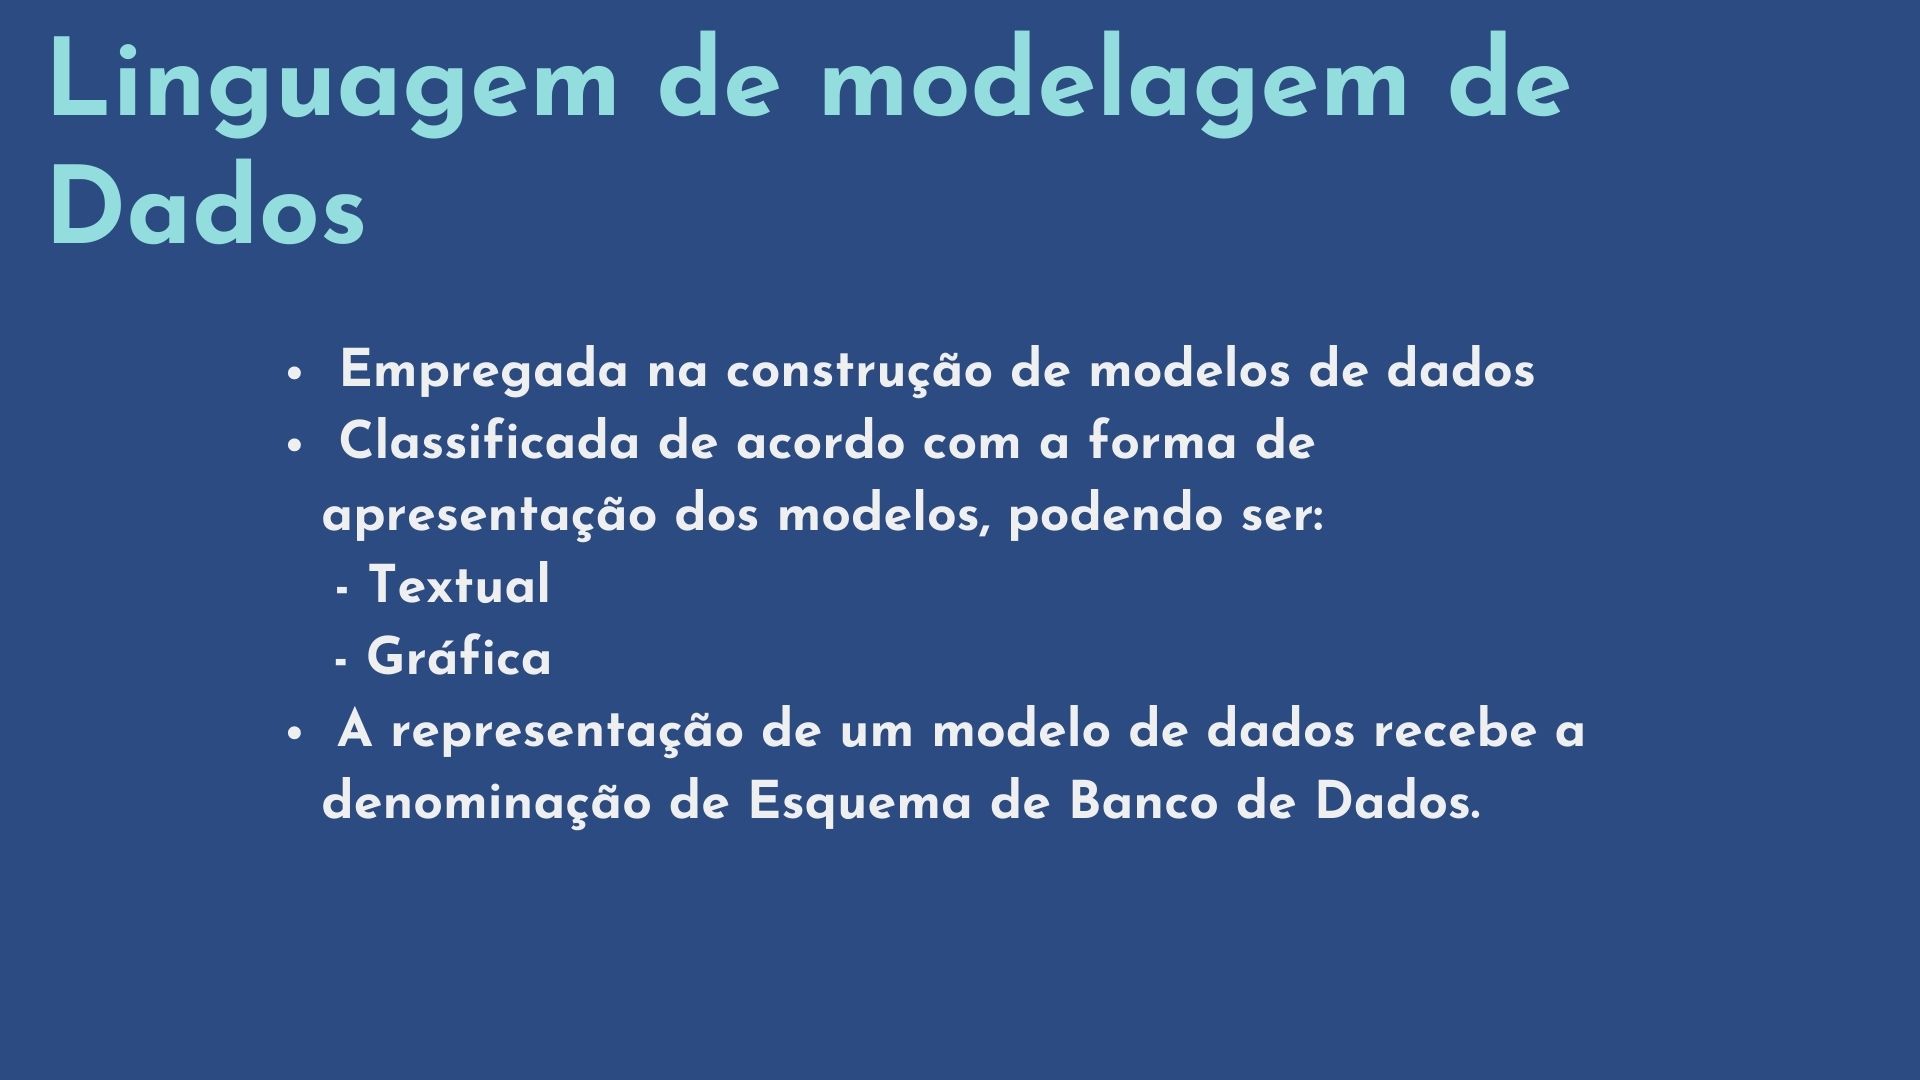 Linguagem de modelagem de
Dados
• Empregada na construção de modelos de dados
• Classificada de acordo com a forma de
apresentação dos modelos, podendo ser:
- Textual
- Gráfica
• A representação de um modelo de dados recebe a
denominação de Esquema de Banco de Dados.